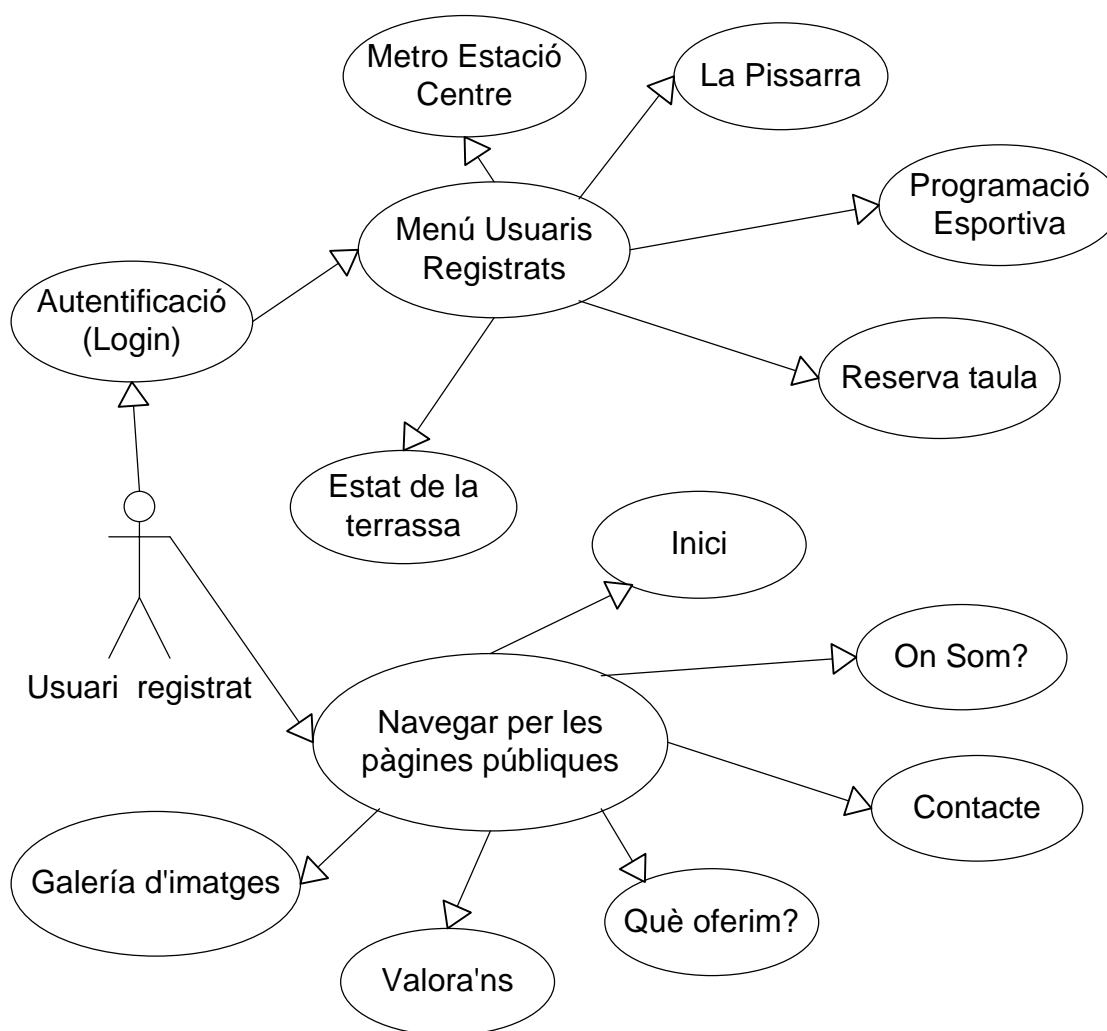 Metro Estació
Centre
La Pissarra
Programació
Esportiva
Menú Usuaris
Registrats
Autentificació
(Login)
Reserva taula
Estat de la
terrassa
Inici
On Som?
Usuari  registrat
Navegar per les
pàgines públiques
Contacte
Galería d'imatges
Què oferim?
Valora'ns